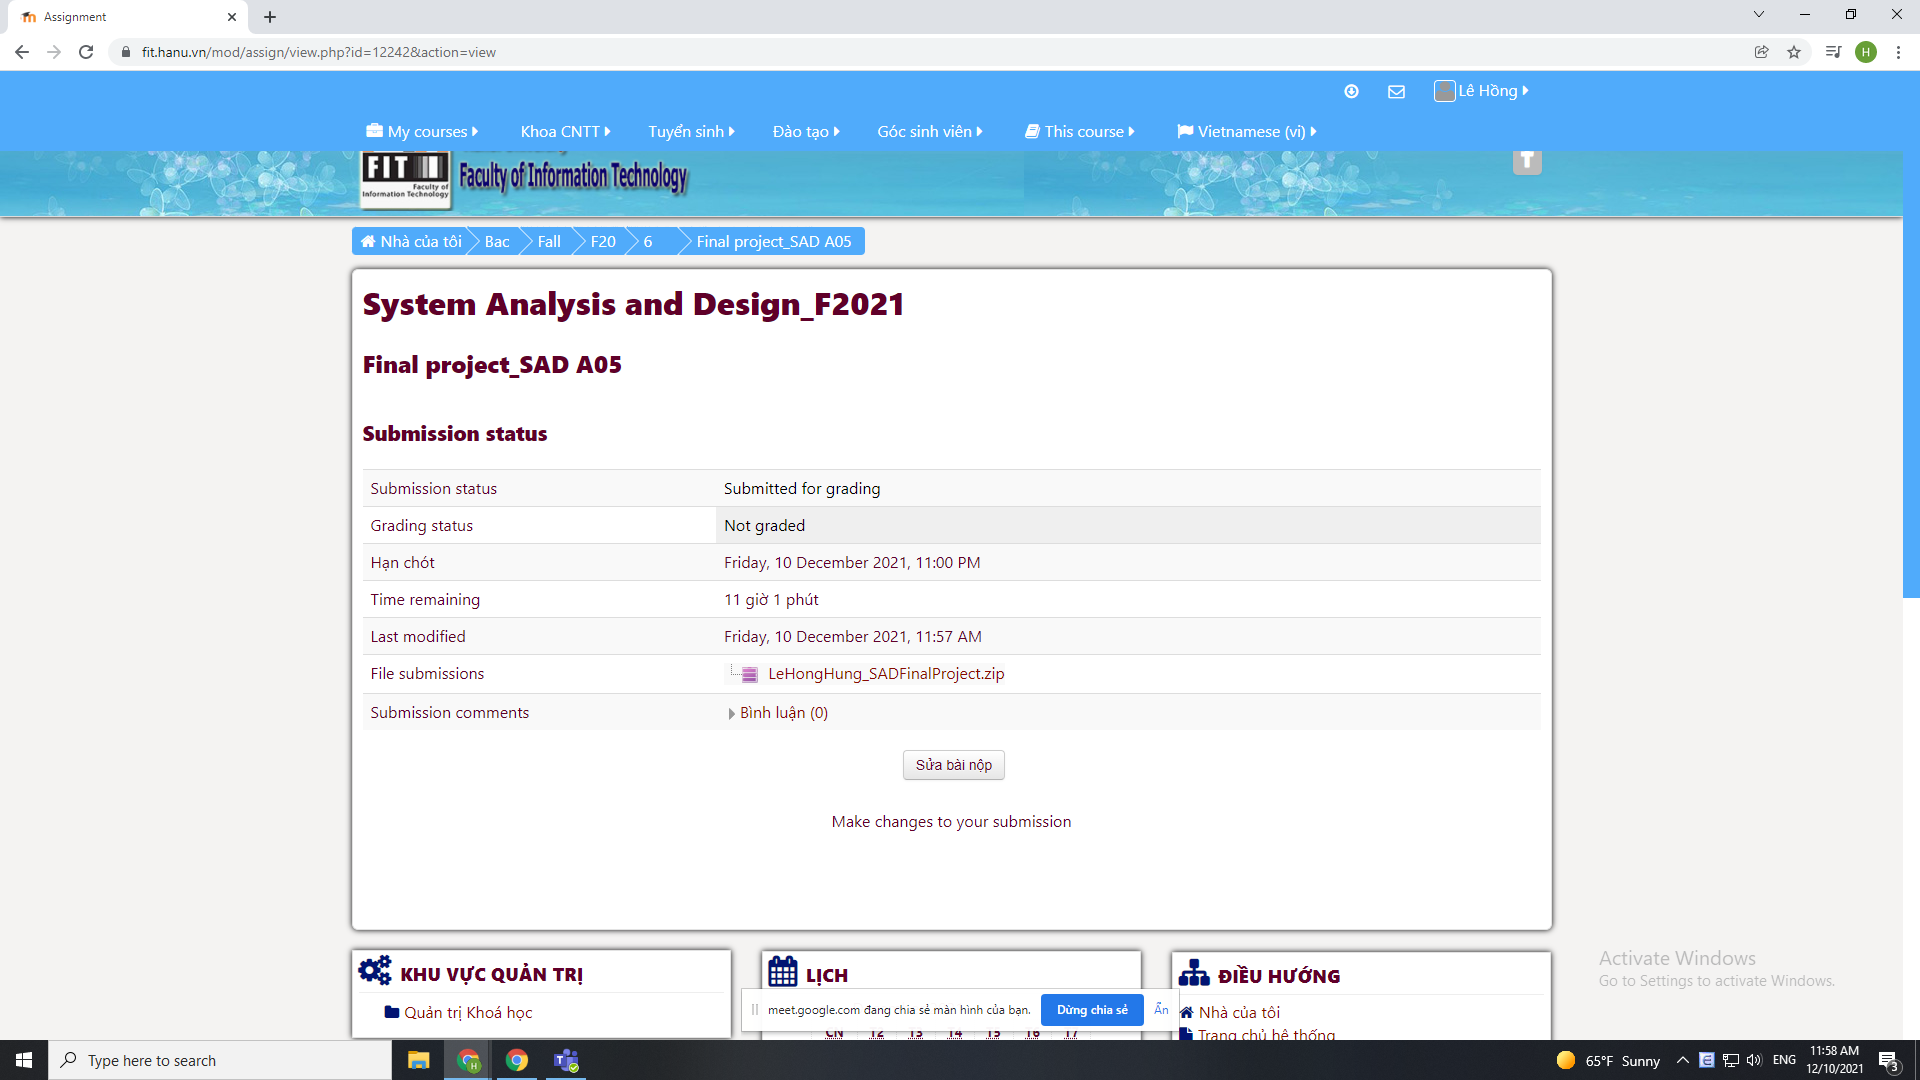 Assignment
fit.hanu.vn/mod/assign/view.php?id=12242&action=view
H
Lê Hồng
My courses Khoa CNTT Tuyển sinh Đào tạo Góc sinh viên This course Vietnamese (vi)
FIT
Faculty of
Information Technology
Faculty of Information Technology
Nhà của tôi Bac Fall F20 6 Final project_SAD A05
System Analysis and Design_F2021
Final project_SAD A05
Submission status
Submission status Submitted for grading
Grading status Not graded
Hạn chót Friday, 10 December 2021, 11:00 PM
Time remaining 11 giờ 1 phút
Last modified Friday, 10 December 2021, 11:57 AM
File submissions LeHongHung_SADFinalProject.zip
Submission comments Bình luận (0)
Sửa bài nộp
Make changes to your submission
KHU VỰC QUẢN TRỊ
Quản trị Khoá học
LỊCH
CN T2 T3 T4 T5 T6 T7
ĐIỀU HƯỚNG
Nhà của tôi
Trang chủ hệ thống
meet.google.com đang chia sẻ màn hình của bạn. Dừng chia sẻ Ẩn
Activate Windows
Go to Settings to activate Windows.
Type here to search
65°F Sunny
ENG
11:58 AM
12/10/2021
3